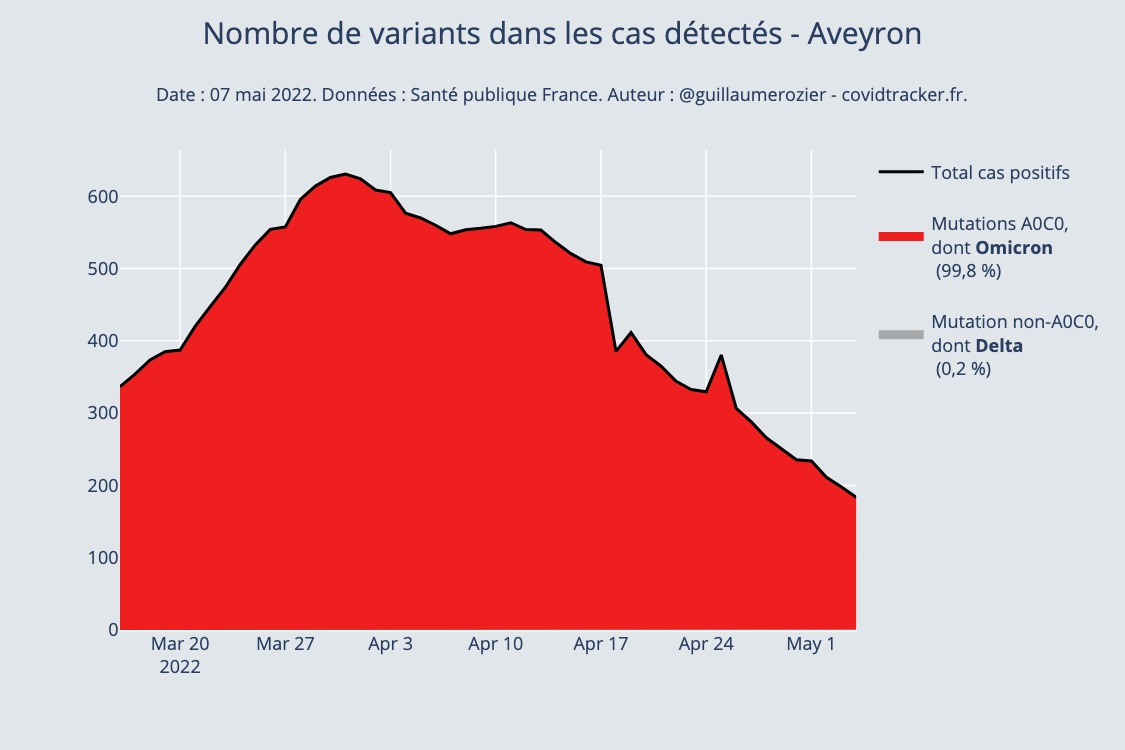 Nombre de variants dans les cas détectés - Aveyron
Date : 07 mai 2022. Données : Santé publique France. Auteur : @guillaumerozier - covidtracker.fr.
Total cas positifs
Mutations A0C0,
dont Omicron
(99,8 %)
Mutation non-A0C0,
dont Delta
(0,2 %)
600
500
400
300
200
100
0
Mar 20
2022
Mar 27
Apr 3
Apr 10
Apr 17
Apr 24
May 1